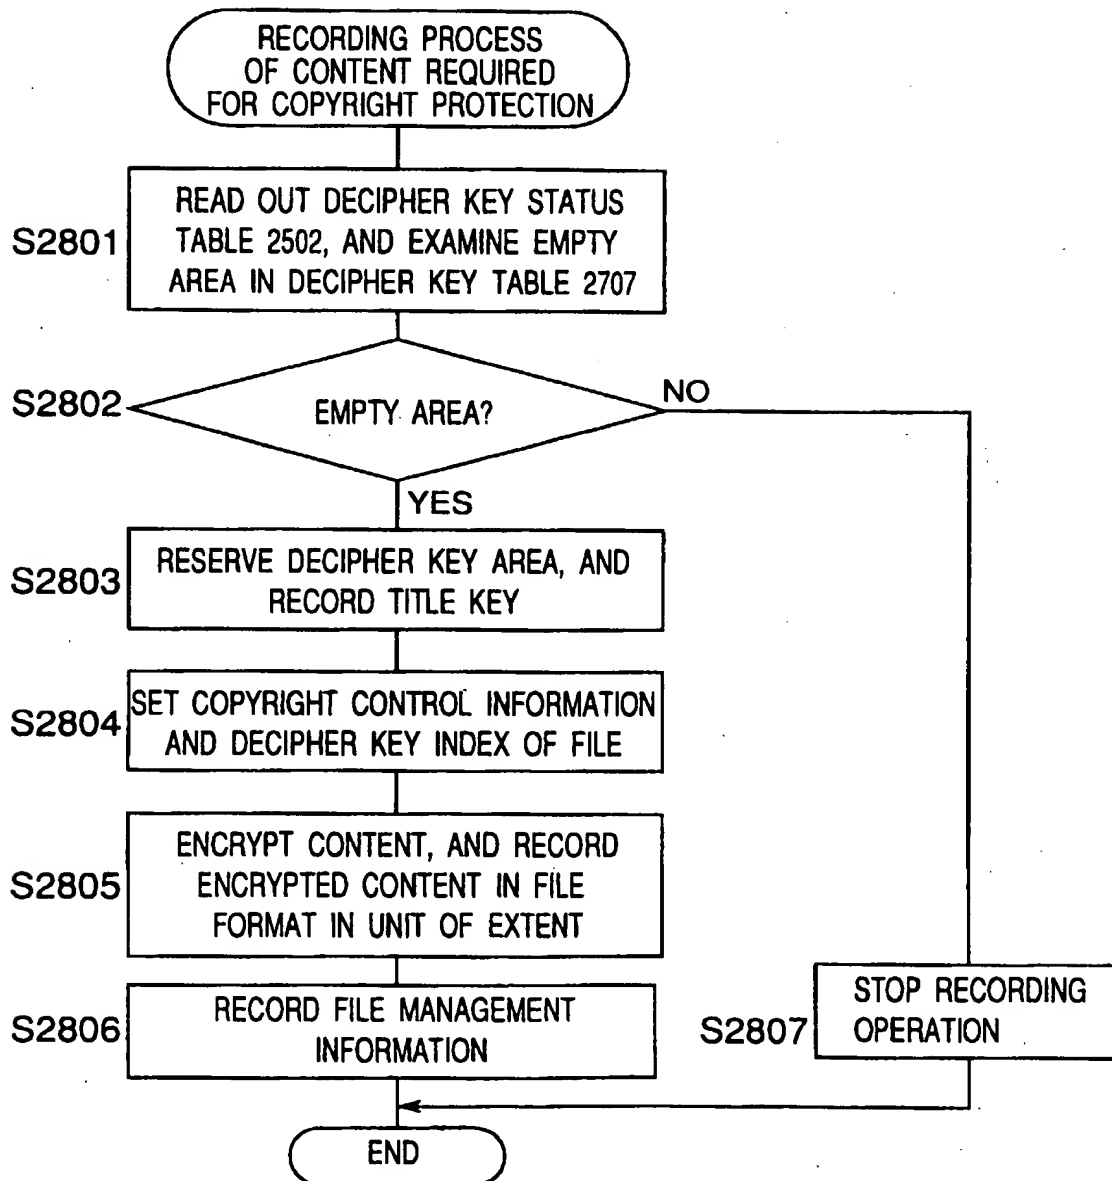 RECORDING PROCESS
OF CONTENT REQUIRED
FOR COPYRIGHT PROTECTION
S2801
READ OUT DECIPHER KEY STATUS
TABLE 2502, AND EXAMINE EMPTY
AREA IN DECIPHER KEY TABLE 2707
S2802
EMPTY AREA?
NO
YES
S2803
RESERVE DECIPHER KEY AREA, AND
RECORD TITLE KEY
S2804
SET COPYRIGHT CONTROL INFORMATION
AND DECIPHER KEY INDEX OF FILE
S2805
ENCRYPT CONTENT, AND RECORD
ENCRYPTED CONTENT IN FILE
FORMAT IN UNIT OF EXTENT
S2806
RECORD FILE MANAGEMENT
INFORMATION
S2807
STOP RECORDING
OPERATION
END